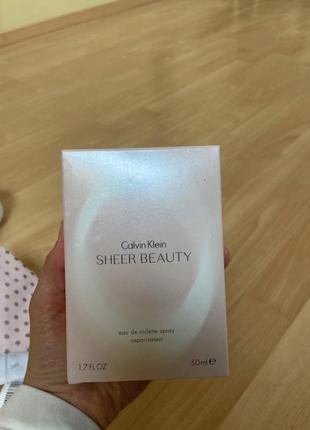 Calvin Klein
SHEER BEAUTY
eau de toilette spray
vaporisateur
1.7 FL OZ 50 ml ℮